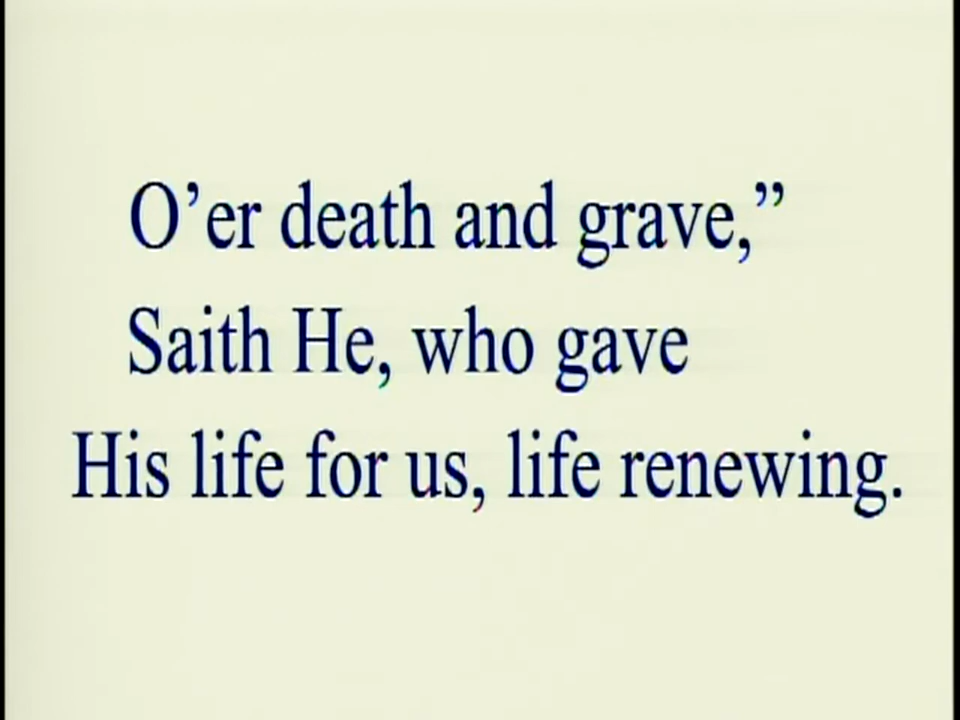 O’er death and grave,”
Saith He, who gave
His life for us, life renewing.